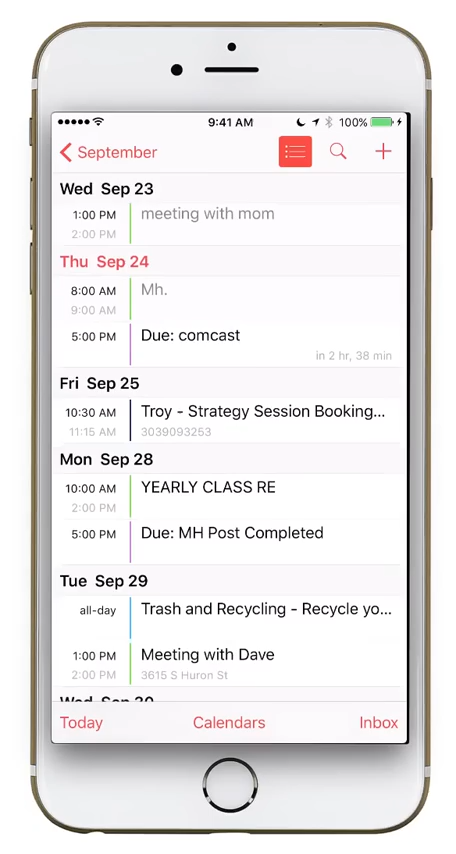 9:41 AM 100%
September
Wed Sep 23
1:00 PM meeting with mom
2:00 PM
Thu Sep 24
8:00 AM Mh.
9:00 AM
5:00 PM Due: comcast
in 2 hr, 38 min
Fri Sep 25
10:30 AM Troy - Strategy Session Booking...
11:15 AM 3039093253
Mon Sep 28
10:00 AM YEARLY CLASS RE
2:00 PM
5:00 PM Due: MH Post Completed
Tue Sep 29
all-day Trash and Recycling - Recycle yo...
1:00 PM Meeting with Dave
2:00 PM 3615 S Huron St
Wed Sep 30
Today Calendars Inbox